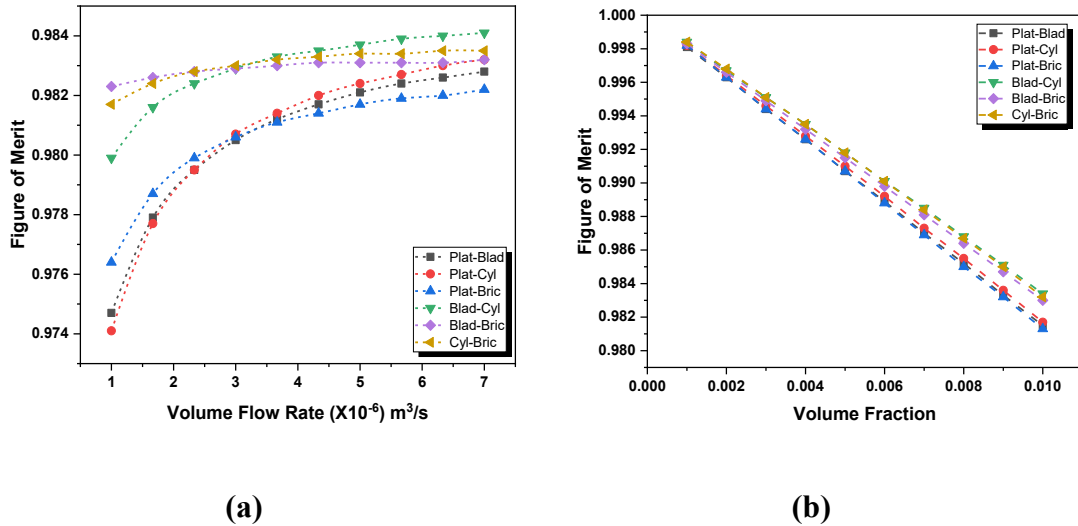 0.984
0.982
0.980
0.978
0.976
0.974
Figure of Merit
Plat-Blad
Plat-Cyl
Plat-Bric
Blad-Cyl
Blad-Bric
Cyl-Bric
1 2 3 4 5 6 7
Volume Flow Rate (X10⁻⁶) m³/s
(a)
1.000
0.998
0.996
0.994
0.992
0.990
0.988
0.986
0.984
0.982
0.980
Figure of Merit
Plat-Blad
Plat-Cyl
Plat-Bric
Blad-Cyl
Blad-Bric
Cyl-Bric
0.000 0.002 0.004 0.006 0.008 0.010
Volume Fraction
(b)